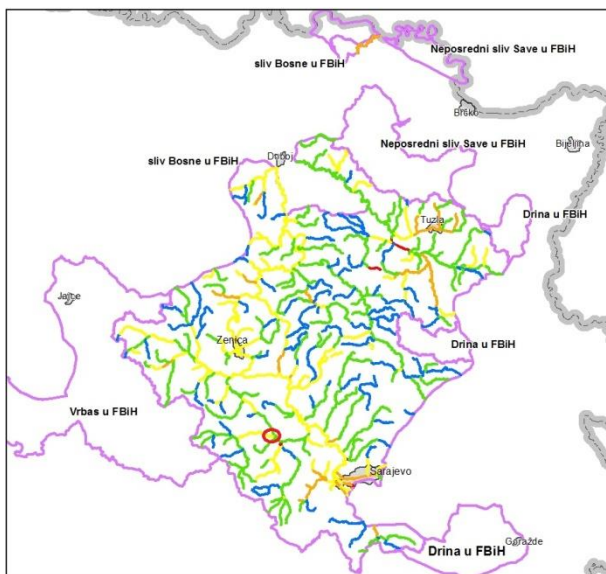 Neposredni sliv Save u FBiH
sliv Bosne u FBiH
Brčko
Bijeljina
Neposredni sliv Save u FBiH
Doboj
sliv Bosne u FBiH
Tuzla
Drina u FBiH
Jajce
Zenica
Drina u FBiH
Vrbas u FBiH
Sarajevo
Goražde
Drina u FBiH